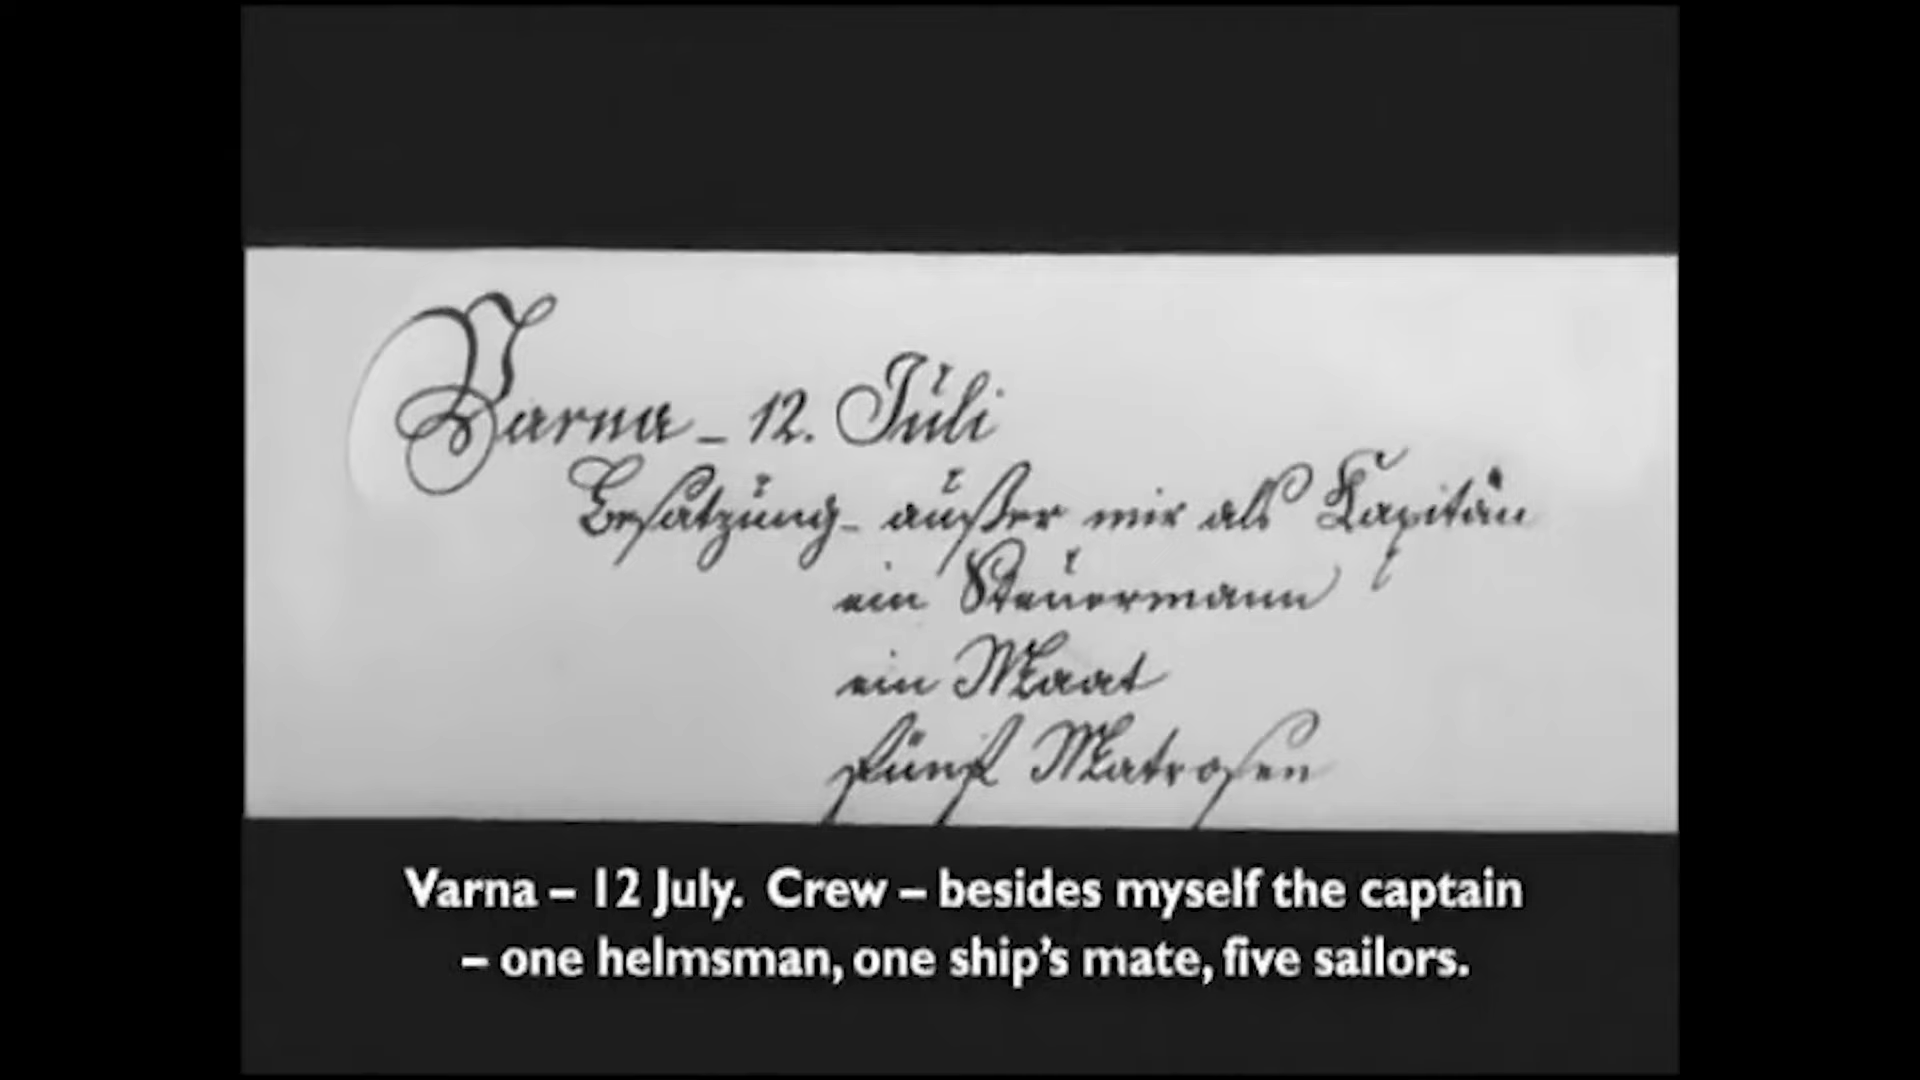 Varna – 12. Juli
Besatzung – außer mir als Kapitän
ein Steuermann
ein Maat
fünf Matrosen
Varna – 12 July. Crew – besides myself the captain
– one helmsman, one ship's mate, five sailors.